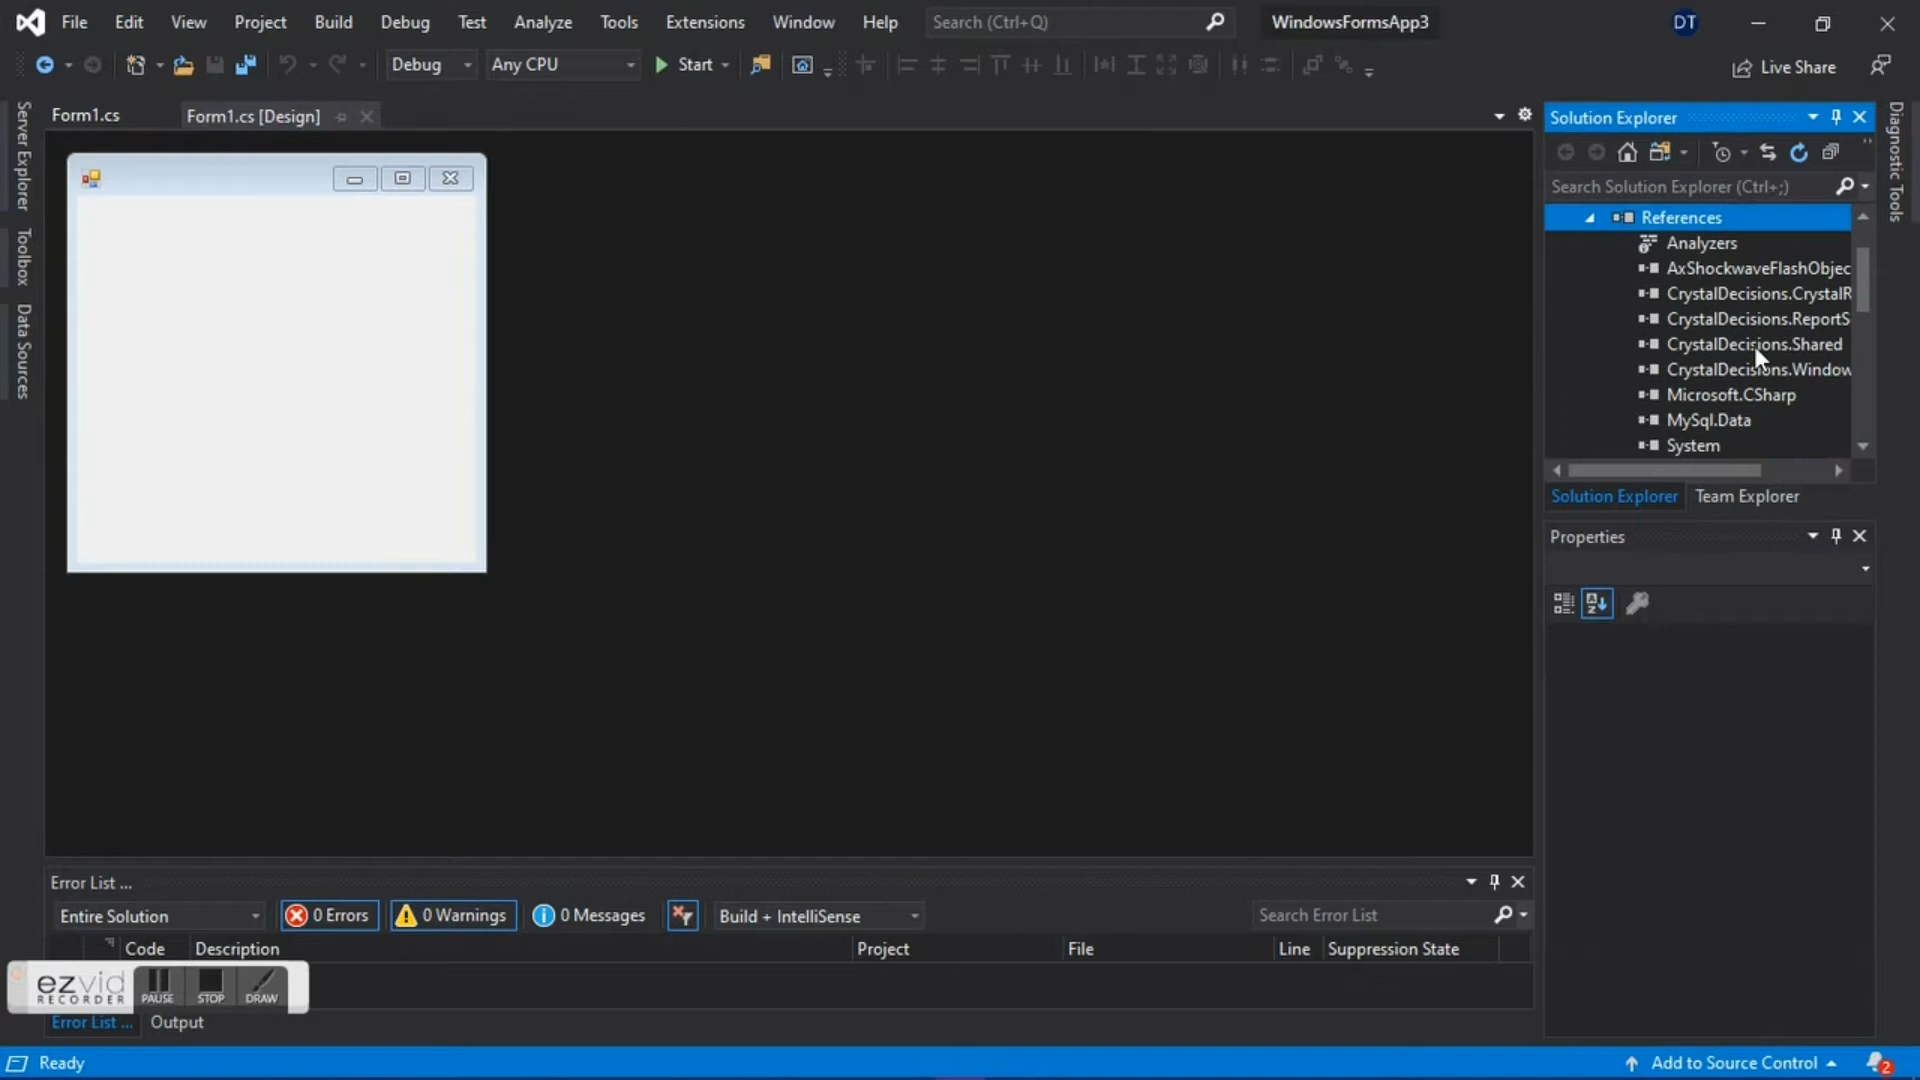 File Edit View Project Build Debug Test Analyze Tools Extensions Window Help Search (Ctrl+Q) WindowsFormsApp3 DT
Debug Any CPU Start Live Share
Form1.cs Form1.cs [Design]
Server Explorer
Toolbox
Data Sources
Solution Explorer
Search Solution Explorer (Ctrl+;)
References
Analyzers
AxShockwaveFlashObjec
CrystalDecisions.CrystalR
CrystalDecisions.ReportS
CrystalDecisions.Shared
CrystalDecisions.Window
Microsoft.CSharp
MySql.Data
System
Solution Explorer Team Explorer
Properties
Diagnostic Tools
Error List ...
Entire Solution 0 Errors 0 Warnings 0 Messages Build + IntelliSense Search Error List
Code Description Project File Line Suppression State
ezvid
RECORDER PAUSE STOP DRAW
Error List ... Output
Ready Add to Source Control 2